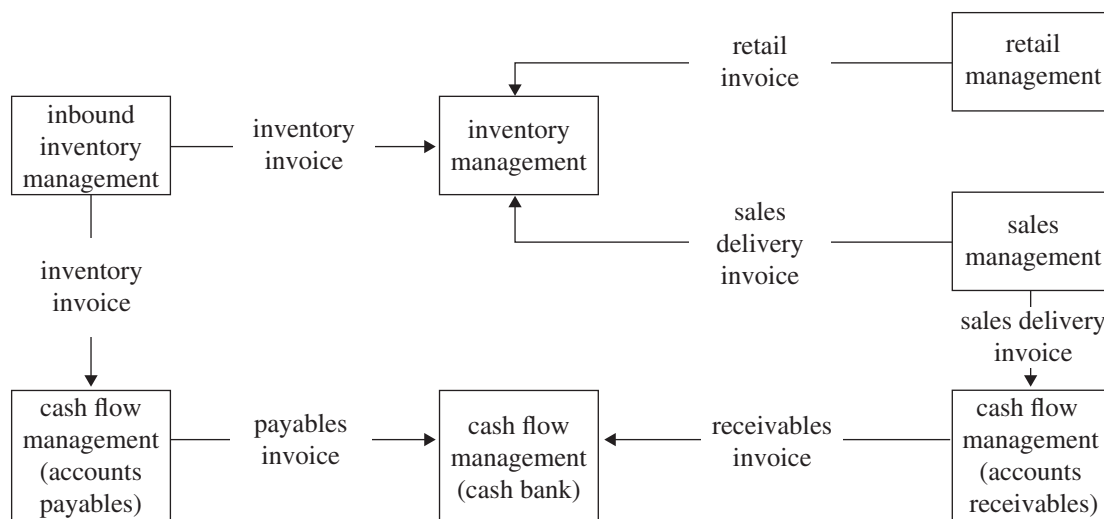 retail
invoice
retail
management
inbound
inventory
management
inventory
invoice
inventory
management
sales
delivery
invoice
sales
management
inventory
invoice
sales delivery
invoice
cash flow
management
(accounts
payables)
payables
invoice
cash flow
management
(cash bank)
receivables
invoice
cash flow
management
(accounts
receivables)